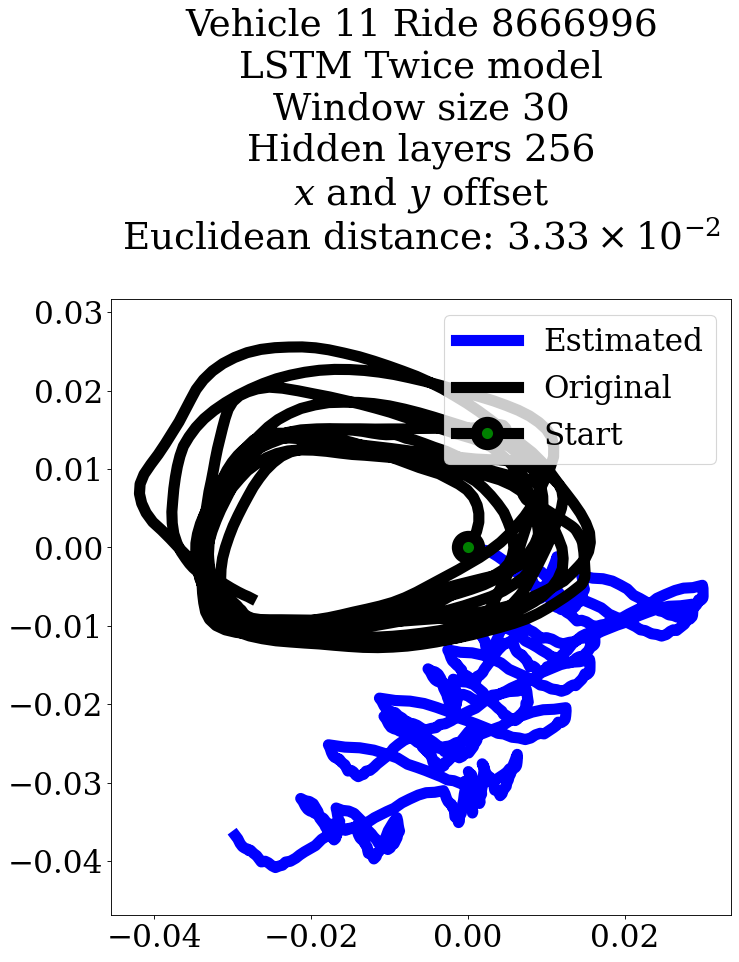 Vehicle 11 Ride 8666996
LSTM Twice model
Window size 30
Hidden layers 256
x and y offset
Euclidean distance: 3.33 × 10⁻²
Estimated
Original
Start
0.03
0.02
0.01
0.00
−0.01
−0.02
−0.03
−0.04
−0.04 −0.02 0.00 0.02